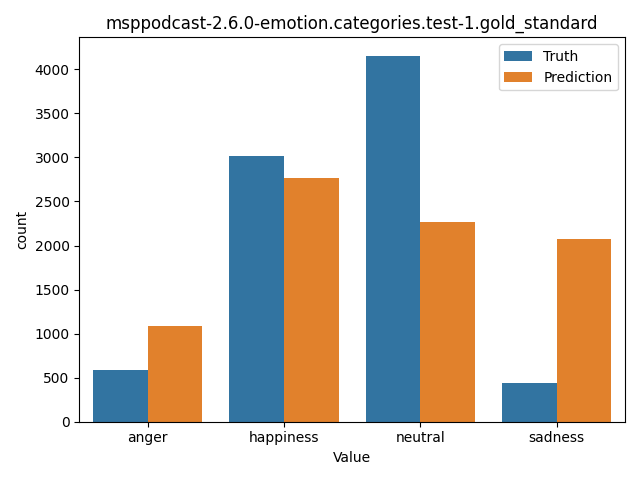 msppodcast-2.6.0-emotion.categories.test-1.gold_standard
Truth
Prediction
4000
3500
3000
2500
2000
1500
1000
500
0
count
anger happiness neutral sadness
Value